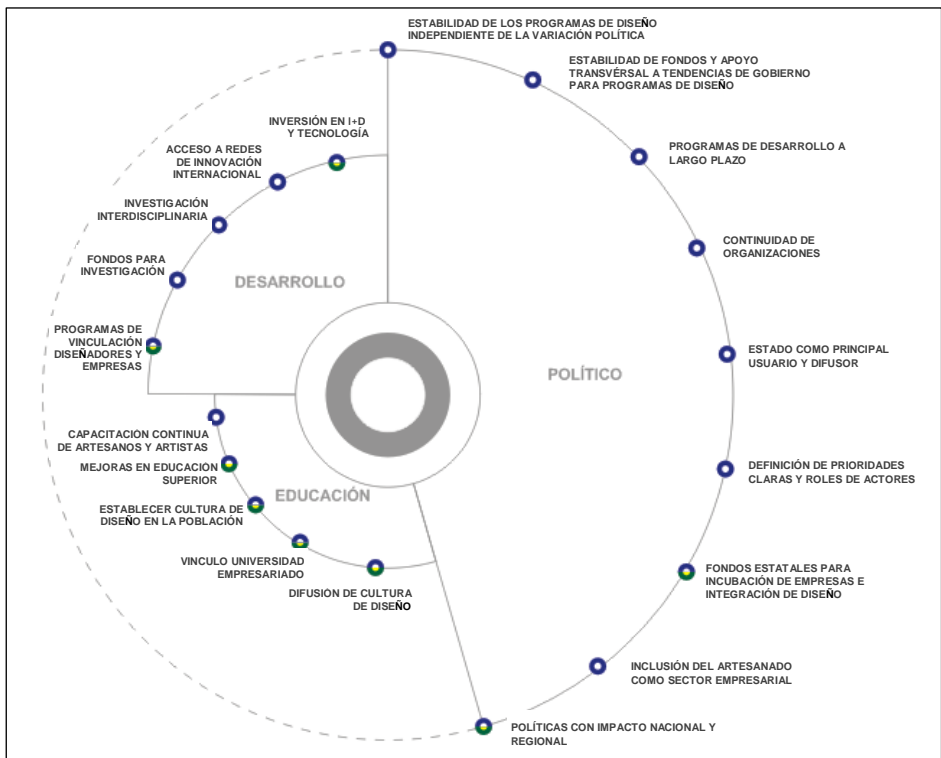 ESTABILIDAD DE LOS PROGRAMAS DE DISEÑO
INDEPENDIENTE DE LA VARIACIÓN POLÍTICA
ESTABILIDAD DE FONDOS Y APOYO
TRANVÉRSAL A TENDENCIAS DE GOBIERNO
PARA PROGRAMAS DE DISEÑO
PROGRAMAS DE DESARROLLO A
LARGO PLAZO
CONTINUIDAD DE
ORGANIZACIONES
ESTADO COMO PRINCIPAL
USUARIO Y DIFUSOR
DEFINICIÓN DE PRIORIDADES
CLARAS Y ROLES DE ACTORES
FONDOS ESTATALES PARA
INCUBACIÓN DE EMPRESAS E
INTEGRACIÓN DE DISEÑO
INCLUSIÓN DEL ARTESANADO
COMO SECTOR EMPRESARIAL
POLÍTICAS CON IMPACTO NACIONAL Y
REGIONAL
POLÍTICO
INVERSIÓN EN I+D
Y TECNOLOGÍA
ACCESO A REDES
DE INNOVACIÓN
INTERNACIONAL
INVESTIGACIÓN
INTERDISCIPLINARIA
FONDOS PARA
INVESTIGACIÓN
PROGRAMAS DE
VINCULACIÓN
DISEÑADORES Y
EMPRESAS
DESARROLLO
CAPACITACIÓN CONTINUA
DE ARTESANOS Y ARTISTAS
MEJORAS EN EDUCACIÓN
SUPERIOR
ESTABLECER CULTURA DE
DISEÑO EN LA POBLACIÓN
VINCULO UNIVERSIDAD
EMPRESARIADO
DIFUSIÓN DE CULTURA
DE DISEÑO
EDUCACIÓN